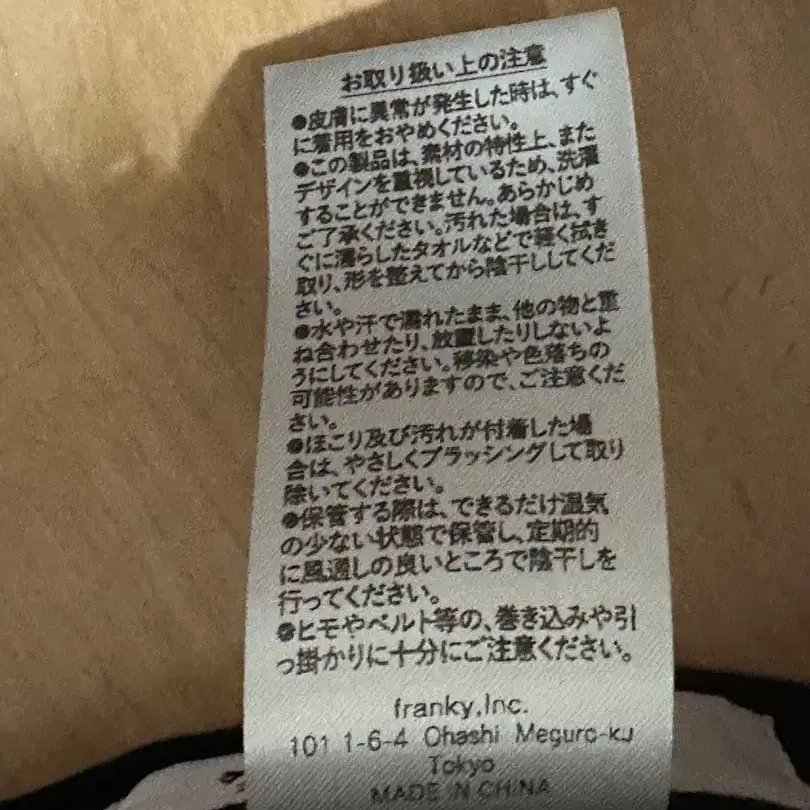 お取り扱い上の注意
●皮膚に異常が発生した時は、すぐ
に着用をおやめください。
●この製品は、素材の特性上、また
デザインを重視しているため、洗濯
することができません。あらかじめ
ご了承ください。汚れた場合は、す
ぐに濡らしたタオルなどで軽く拭き
取り、形を整えてから陰干ししてくだ
さい。
●水や汗で濡れたまま、他の物と重
ね合わせたり、放置したりしないよ
うにしてください。移染や色落ちの
可能性がありますので、ご注意くだ
さい。
●ほこり及び汚れが付着した場
合は、やさしくブラッシングして取り
除いてください。
●保管する際は、できるだけ湿気
の少ない状態で保管し、定期的
に風通しの良いところで陰干しを
行ってください。
●ヒモやベルト等の、巻き込みや引
っ掛かりに十分にご注意ください。
franky,Inc.
101 1-6-4 Ohashi Meguro-ku
Tokyo
MADE IN CHINA